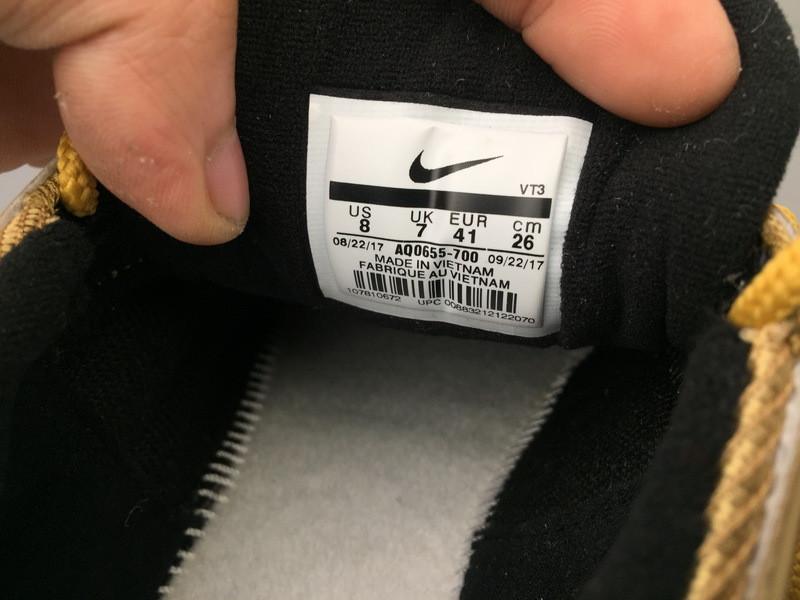 VT3
US UK EUR cm
8 7 41 26
08/22/17 AQ0655-700 09/22/17
MADE IN VIETNAM
FABRIQUE AU VIETNAM
107810672 UPC 00883212122070